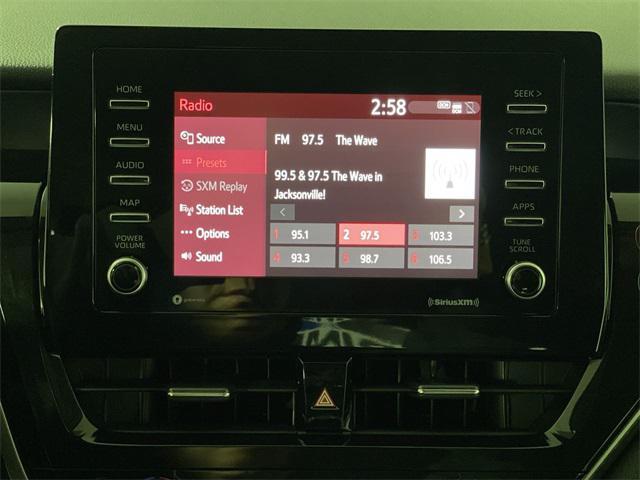 HOME
MENU
AUDIO
MAP
POWER
VOLUME
Radio
2:58
DCM
Source
Presets
SXM Replay
Station List
Options
Sound
FM 97.5 The Wave
99.5 & 97.5 The Wave in
Jacksonville!
< >
1 95.1 2 97.5 3 103.3
4 93.3 5 98.7 6 106.5
SEEK >
< TRACK
PHONE
APPS
TUNE
SCROLL
SiriusXM